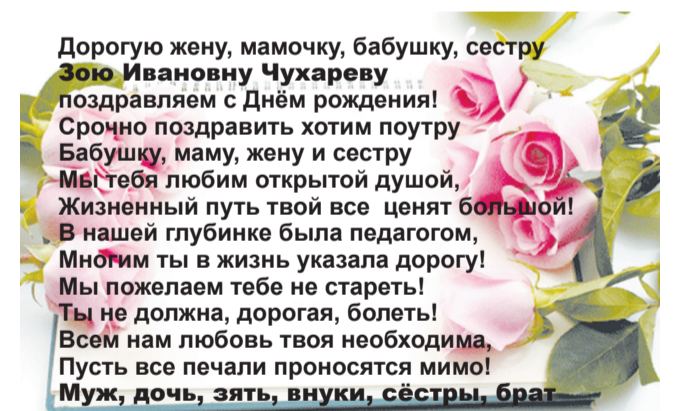 Дорогую жену, мамочку, бабушку, сестру
Зою Ивановну Чухареву
поздравляем с Днём рождения!
Срочно поздравить хотим поутру
Бабушку, маму, жену и сестру
Мы тебя любим открытой душой,
Жизненный путь твой все ценят большой!
В нашей глубинке была педагогом,
Многим ты в жизнь указала дорогу!
Мы пожелаем тебе не стареть!
Ты не должна, дорогая, болеть!
Всем нам любовь твоя необходима,
Пусть все печали проносятся мимо!
Муж, дочь, зять, внуки, сёстры, брат